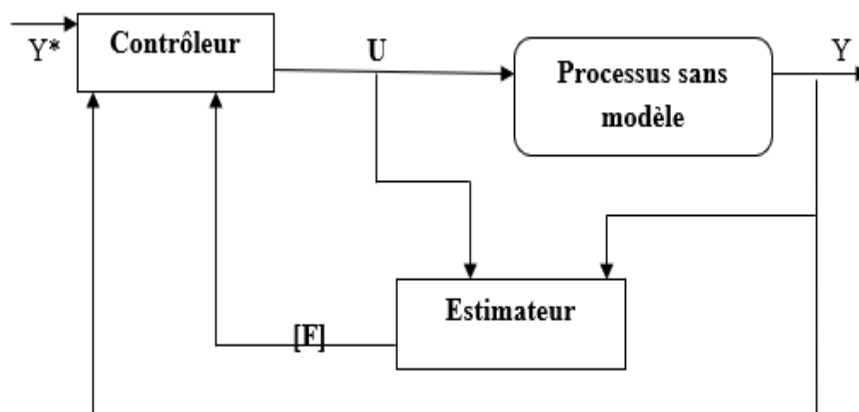 Contrôleur
Y*
U
Y
Processus sans
modèle
Estimateur
[F]